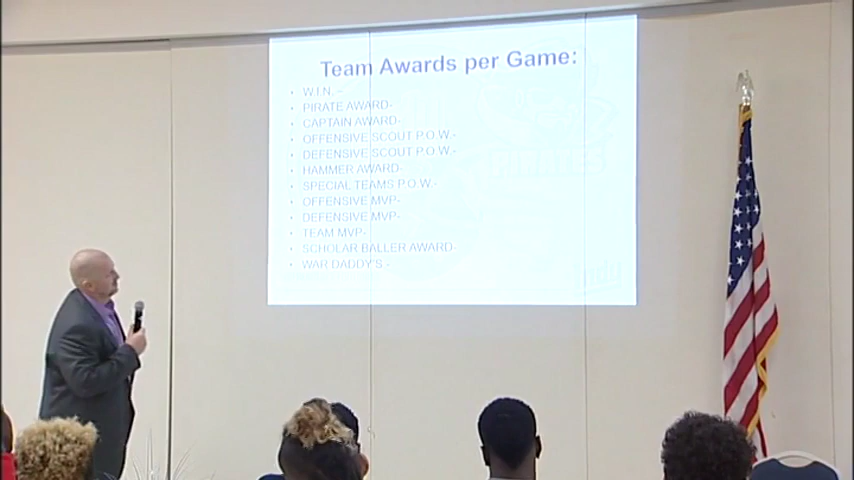 Team Awards per Game:
• W.I.N. –
• PIRATE AWARD-
• CAPTAIN AWARD-
• OFFENSIVE SCOUT P.O.W.-
• DEFENSIVE SCOUT P.O.W.-
• HAMMER AWARD-
• SPECIAL TEAMS P.O.W.-
• OFFENSIVE MVP-
• DEFENSIVE MVP-
• TEAM MVP-
• SCHOLAR BALLER AWARD-
• WAR DADDY'S -
PIRATES